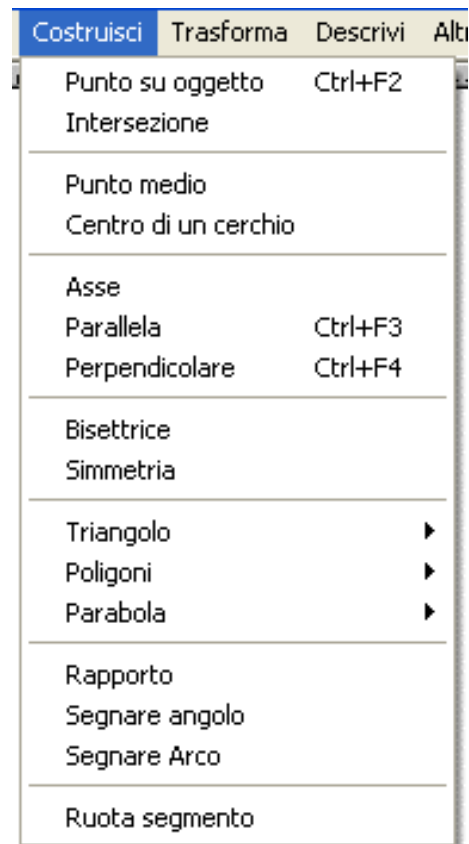 Costruisci Trasforma Descrivi Alt
Punto su oggetto Ctrl+F2
Intersezione
Punto medio
Centro di un cerchio
Asse
Parallela Ctrl+F3
Perpendicolare Ctrl+F4
Bisettrice
Simmetria
Triangolo
Poligoni
Parabola
Rapporto
Segnare angolo
Segnare Arco
Ruota segmento